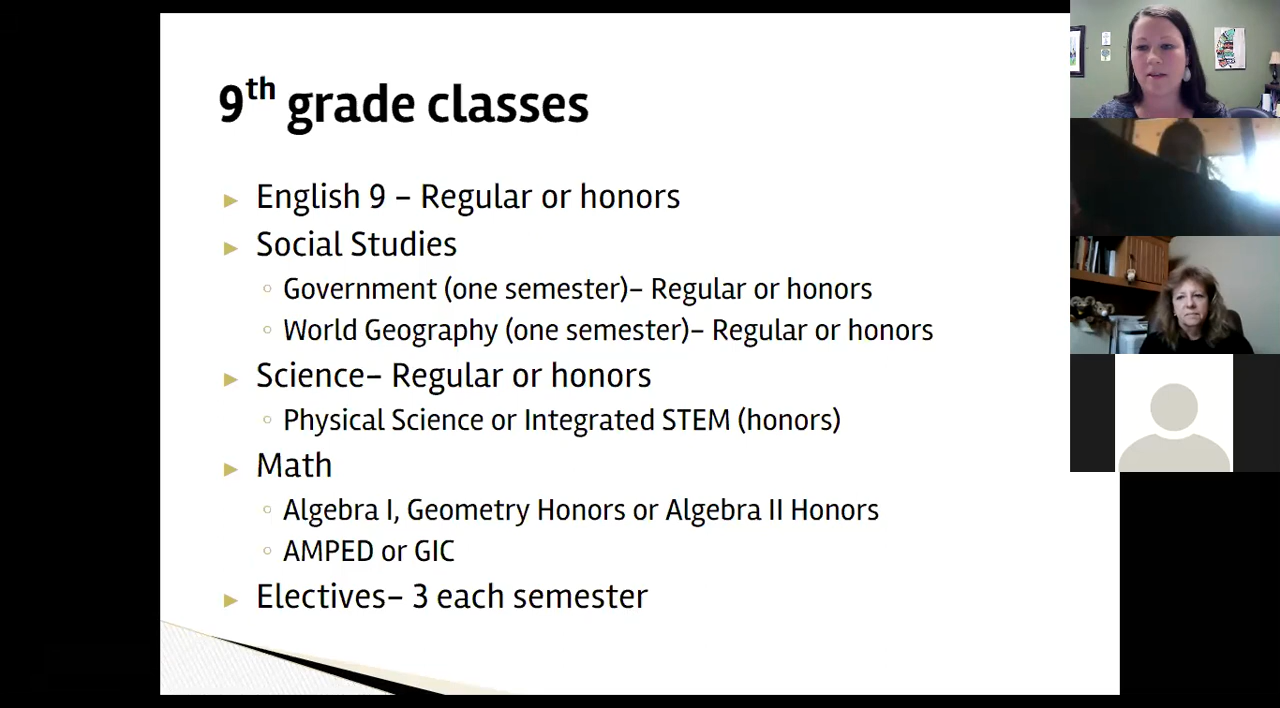 9th grade classes
English 9 – Regular or honors
Social Studies
Government (one semester)– Regular or honors
World Geography (one semester)– Regular or honors
Science– Regular or honors
Physical Science or Integrated STEM (honors)
Math
Algebra I, Geometry Honors or Algebra II Honors
AMPED or GIC
Electives– 3 each semester